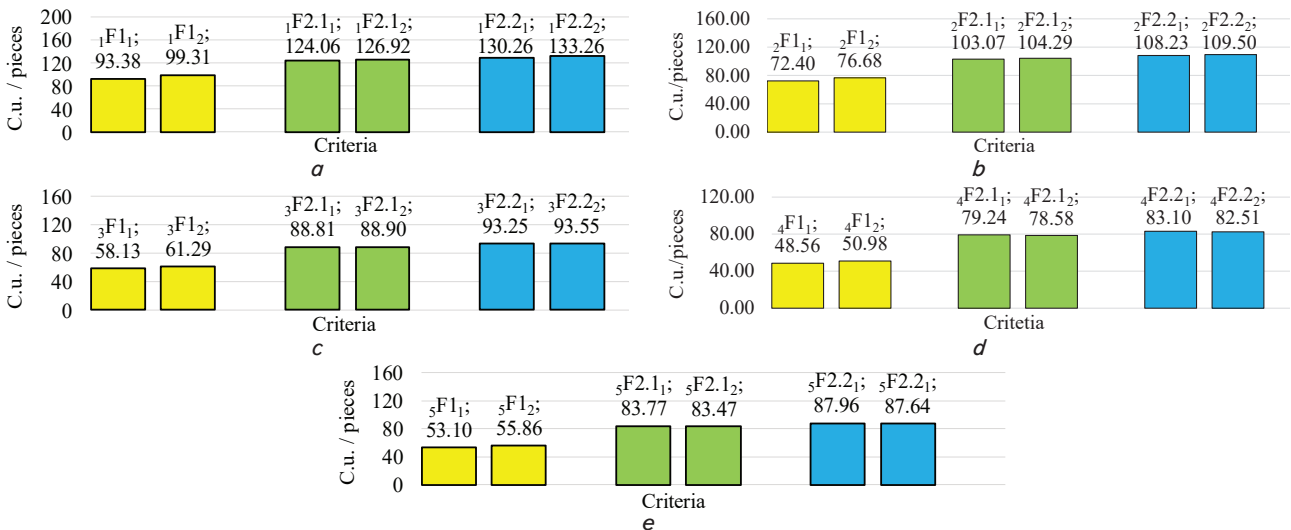 C.u. / pieces
200
160
120
80
40
0
₁F1₁;
93.38
₁F1₂;
99.31
₁F2.1₁;
124.06
₁F2.1₂;
126.92
₁F2.2₁;
130.26
₁F2.2₂;
133.26
Criteria
a
C.u./pieces
160.00
120.00
80.00
40.00
0.00
₂F1₁;
72.40
₂F1₂;
76.68
₂F2.1₁;
103.07
₂F2.1₂;
104.29
₂F2.2₁;
108.23
₂F2.2₂;
109.50
Criteria
b
C.u. / pieces
160
120
80
40
0
₃F1₁;
58.13
₃F1₂;
61.29
₃F2.1₁;
88.81
₃F2.1₂;
88.90
₃F2.2₁;
93.25
₃F2.2₂;
93.55
Criteria
c
C.u./pieces
120.00
80.00
40.00
0.00
₄F1₁;
48.56
₄F1₂;
50.98
₄F2.1₁;
79.24
₄F2.1₂;
78.58
₄F2.2₁;
83.10
₄F2.2₂;
82.51
Critetia
d
C.u. / pieces
160
120
80
40
0
₅F1₁;
53.10
₅F1₂;
55.86
₅F2.1₁;
83.77
₅F2.1₂;
83.47
₅F2.2₁;
87.96
₅F2.2₁;
87.64
Criteria
e